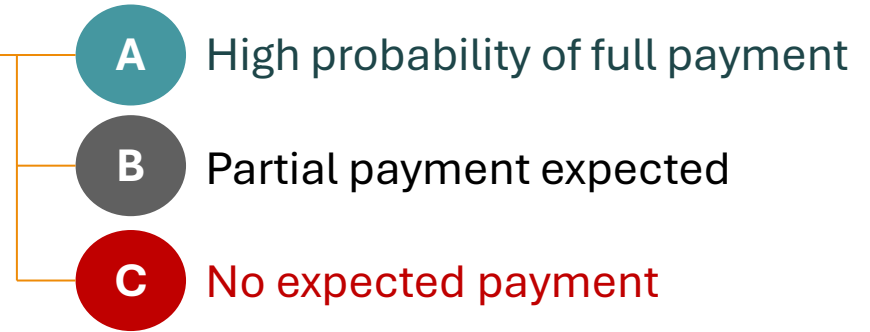 A High probability of full payment
B Partial payment expected
C No expected payment